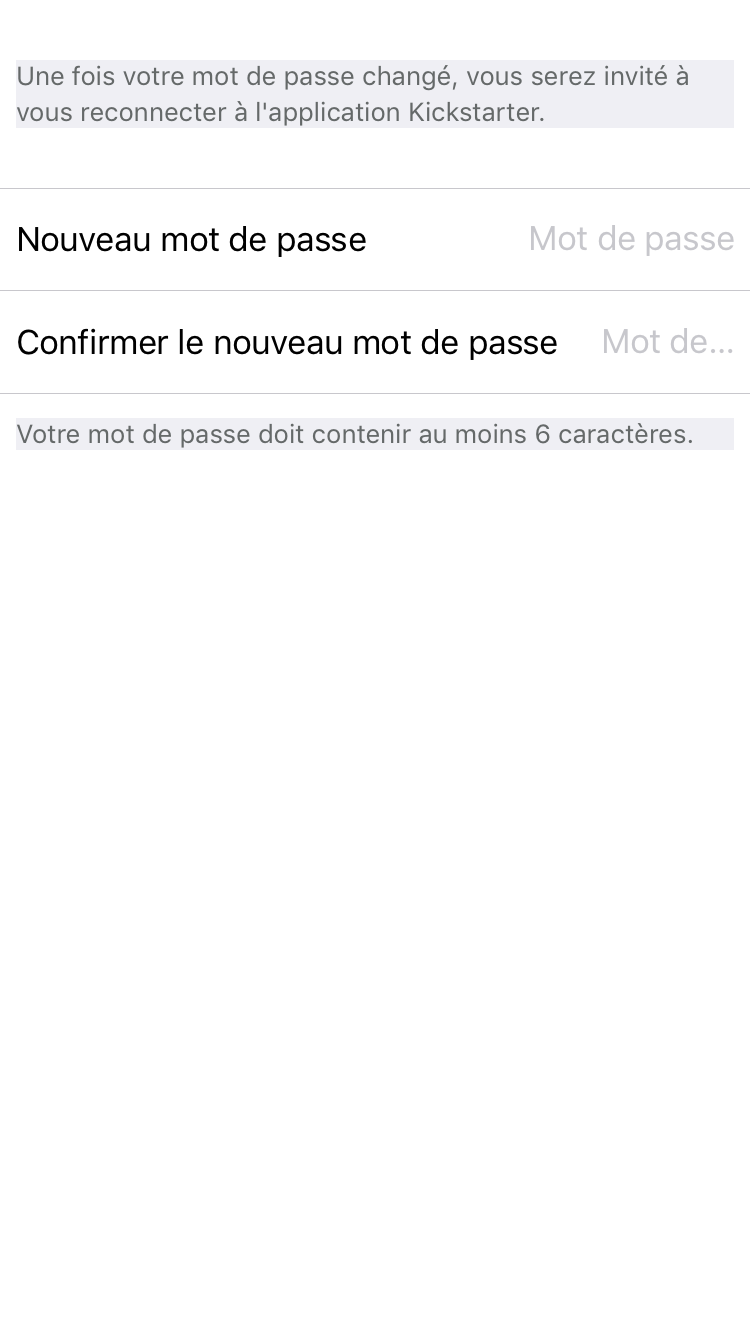 Une fois votre mot de passe changé, vous serez invité à
vous reconnecter à l'application Kickstarter.
Nouveau mot de passe Mot de passe
Confirmer le nouveau mot de passe Mot de...
Votre mot de passe doit contenir au moins 6 caractères.